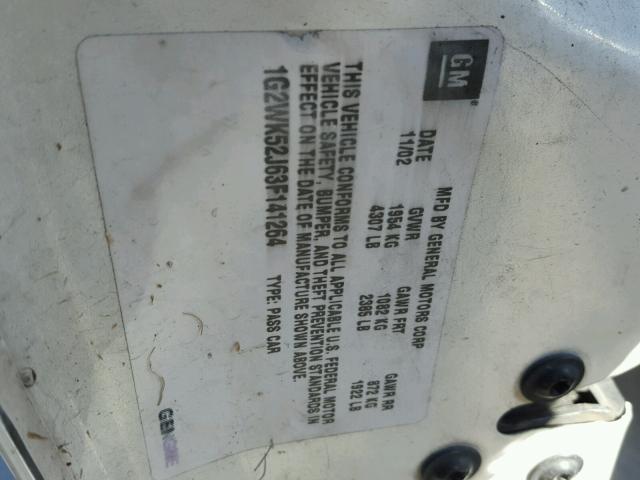 GM®
DATE
11/02
MFD BY GENERAL MOTORS CORP
GVWR GAWR FRT GAWR RR
1954 KG 1082 KG 872 KG
4307 LB 2385 LB 1922 LB
THIS VEHICLE CONFORMS TO ALL APPLICABLE U.S. FEDERAL MOTOR
VEHICLE SAFETY, BUMPER, AND THEFT PREVENTION STANDARDS IN
EFFECT ON THE DATE OF MANUFACTURE SHOWN ABOVE.
1G2WK52J63F141264 TYPE: PASS CAR